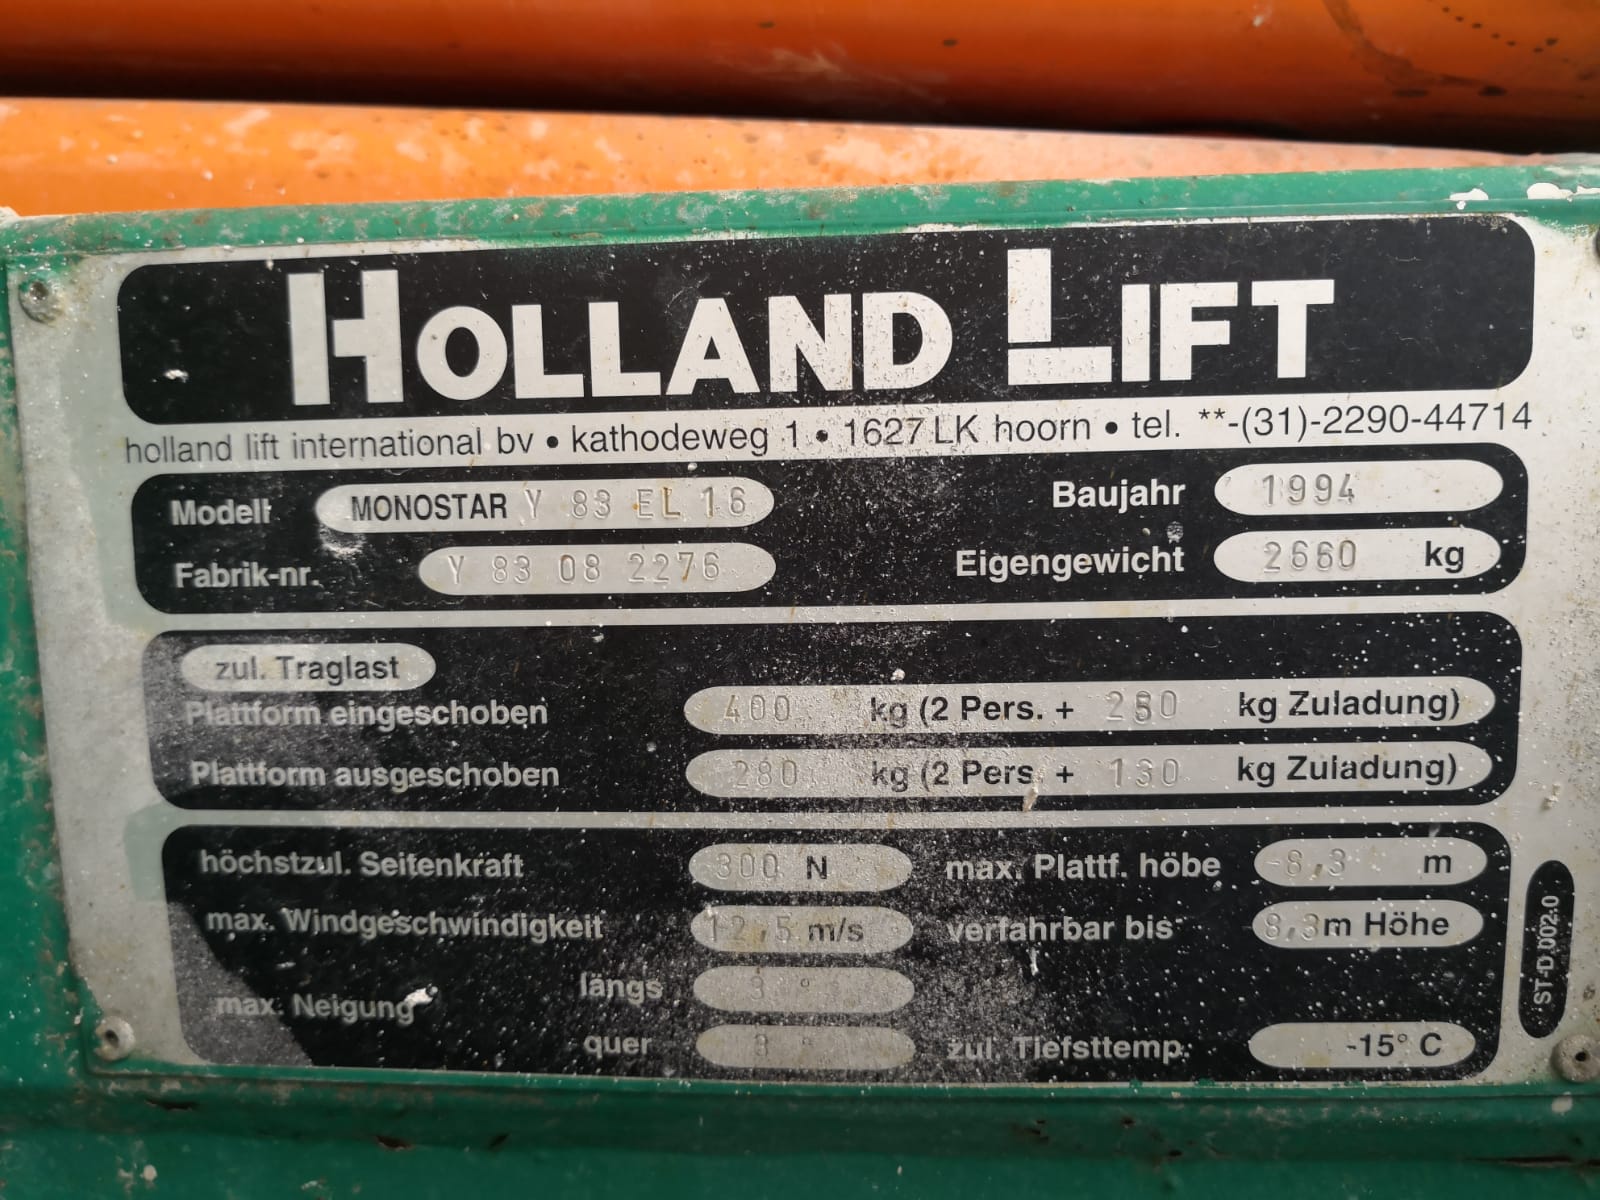 HOLLAND LIFT
holland lift international bv • kathodeweg 1 • 1627 LK hoorn • tel. **-(31)-2290-44714
Modell MONOSTAR Y 83 EL 16 Baujahr 1994
Fabrik-nr. Y 83 08 2276 Eigengewicht 2660 kg
zul. Traglast
Plattform eingeschoben 400 kg (2 Pers. + kg Zuladung)
Plattform ausgeschoben 280 kg (2 Pers. + 130 kg Zuladung)
höchstzul. Seitenkraft 300 N max. Plattf. höbe 8,3 m
max. Windgeschwindigkeit 12,5 m/s verfahrbar bis 8,3m Höhe
max. Neigung längs 3 °
quer 3 ° zul. Tiefsttemp. -15° C
ST-D 002.0